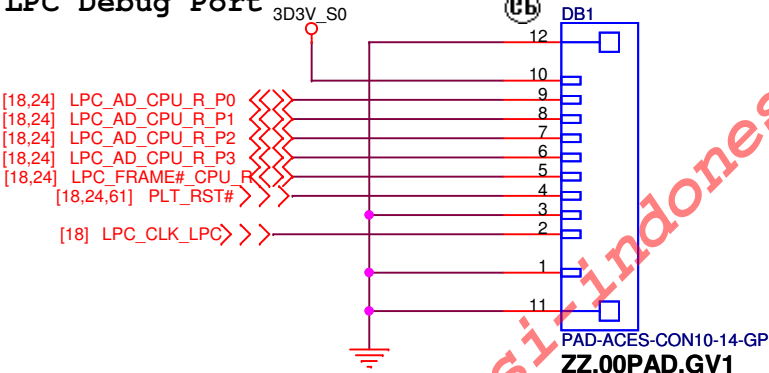 LPC Debug Port
3D3V_S0
DB1
12
10
[18,24] LPC_AD_CPU_R_P0 9
[18,24] LPC_AD_CPU_R_P1 8
[18,24] LPC_AD_CPU_R_P2 7
[18,24] LPC_AD_CPU_R_P3 6
[18,24] LPC_FRAME#_CPU_R 5
[18,24,61] PLT_RST# 4
3
[18] LPC_CLK_LPC 2
1
11
PAD-ACES-CON10-14-GP
ZZ.00PAD.GV1
si-indones